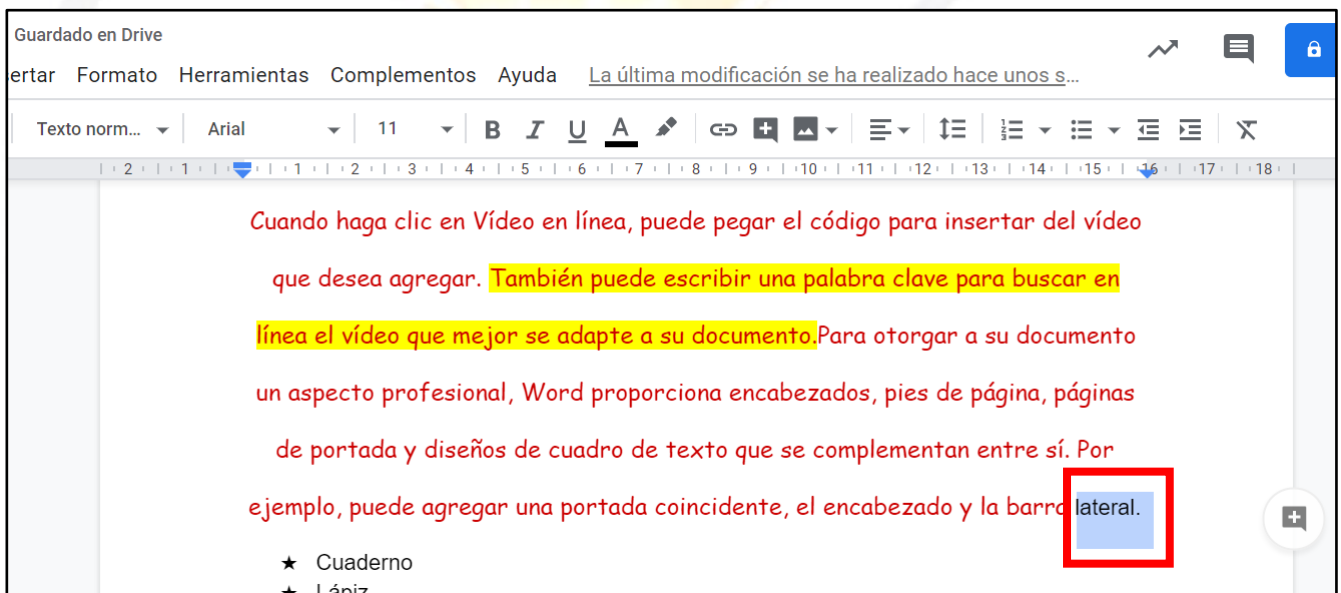 Guardado en Drive
ertar Formato Herramientas Complementos Ayuda La última modificación se ha realizado hace unos s...
Texto norm... Arial 11 B I U A
2 1 1 2 3 4 5 6 7 8 9 10 11 12 13 14 15 16 17 18
Cuando haga clic en Vídeo en línea, puede pegar el código para insertar del vídeo
que desea agregar. También puede escribir una palabra clave para buscar en
línea el vídeo que mejor se adapte a su documento.Para otorgar a su documento
un aspecto profesional, Word proporciona encabezados, pies de página, páginas
de portada y diseños de cuadro de texto que se complementan entre sí. Por
ejemplo, puede agregar una portada coincidente, el encabezado y la barra lateral.
★ Cuaderno
★ Lápiz